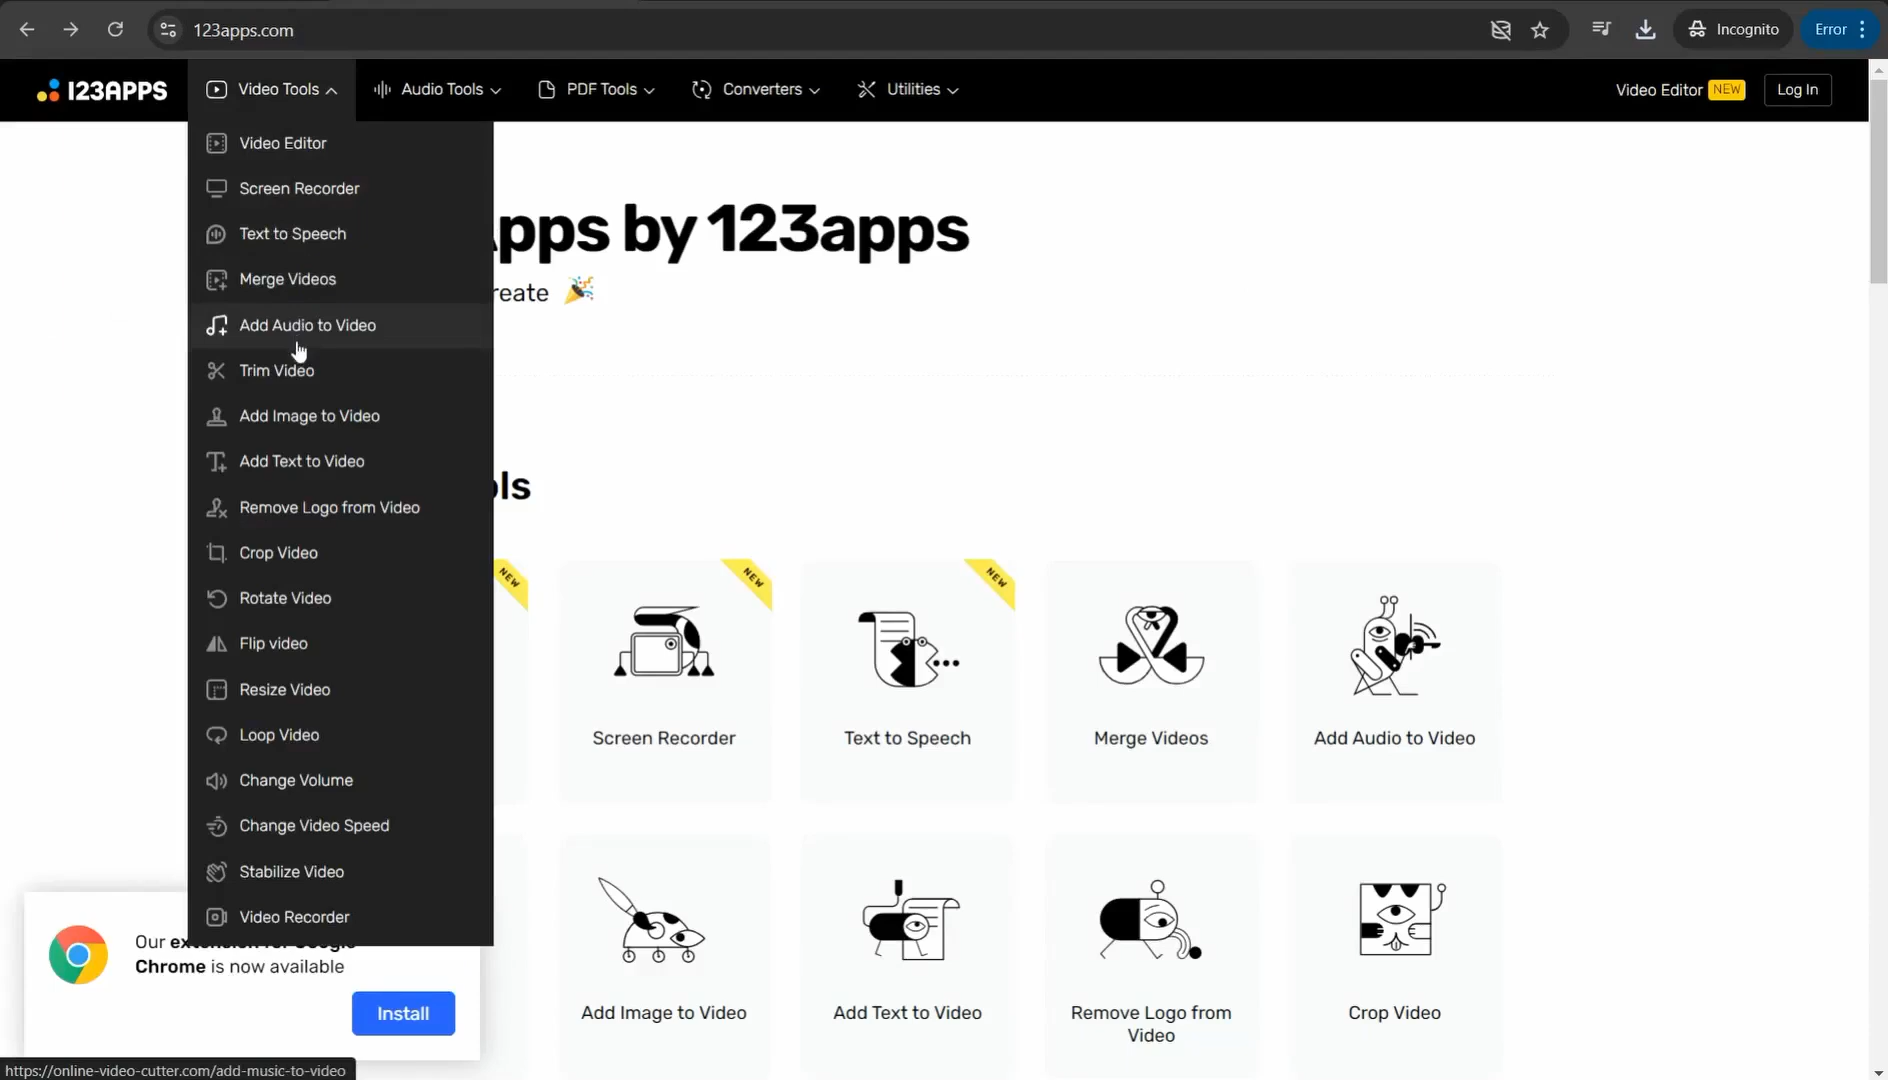 123apps.com
Incognito
Error
123APPS
Video Tools
Audio Tools
PDF Tools
Converters
Utilities
Video Editor NEW
Log In
Video Editor
Screen Recorder
Text to Speech
Merge Videos
Add Audio to Video
Trim Video
Add Image to Video
Add Text to Video
Remove Logo from Video
Crop Video
Rotate Video
Flip video
Resize Video
Loop Video
Change Volume
Change Video Speed
Stabilize Video
Video Recorder
Apps by 123apps
reate 🎉
ols
NEW
NEW
NEW
Screen Recorder
Text to Speech
Merge Videos
Add Audio to Video
Add Image to Video
Add Text to Video
Remove Logo from
Video
Crop Video
Our extension for Google
Chrome is now available
Install
https://online-video-cutter.com/add-music-to-video